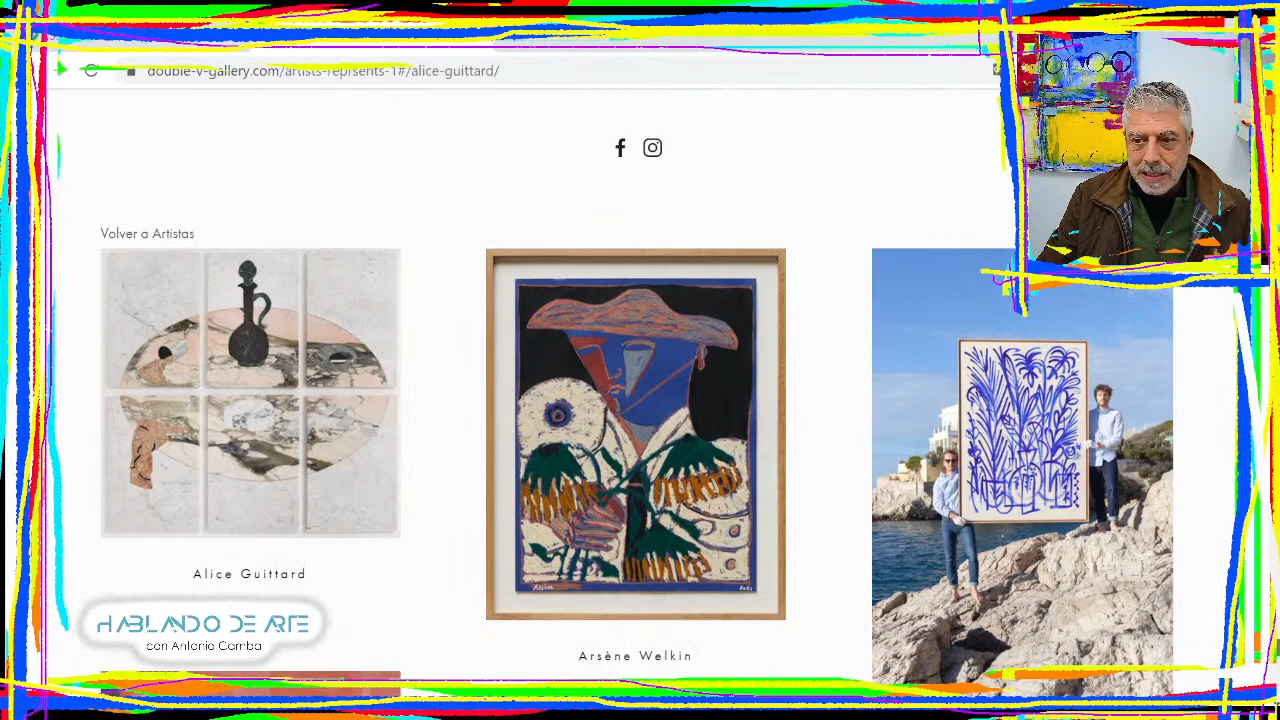 double-v-gallery.com/artists-reprsents-1#/alice-guittard/
Volver a Artistas
Alice Guittard
Arsène Welkin
HABLANDO DE ARTE
con Antonio Camba